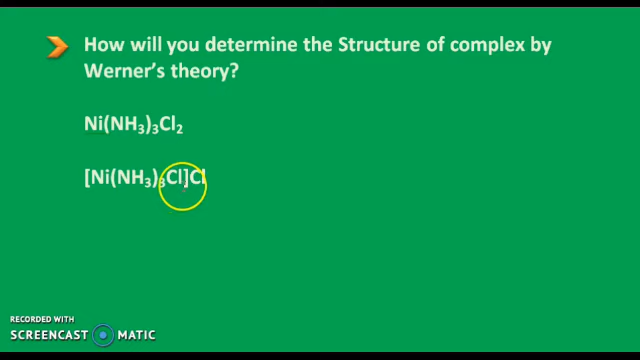 How will you determine the Structure of complex by
Werner's theory?
Ni(NH₃)₃Cl₂
[Ni(NH₃)₃Cl]Cl
RECORDED WITH
SCREENCAST MATIC